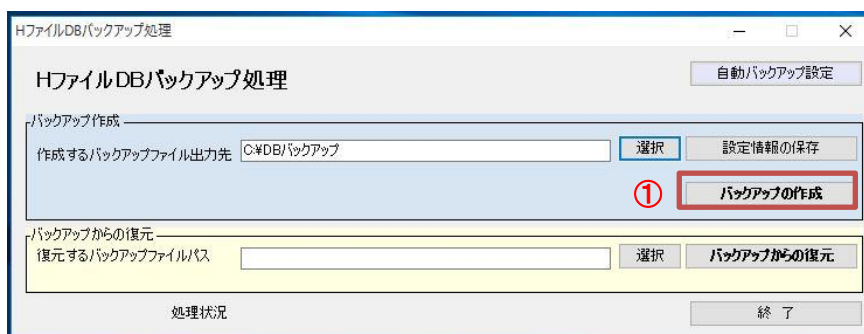 HファイルDBバックアップ処理
HファイルDBバックアップ処理
自動バックアップ設定
バックアップ作成
作成するバックアップファイル出力先 C:¥DBバックアップ 選択 設定情報の保存
① バックアップの作成
バックアップからの復元
復元するバックアップファイルパス 選択 バックアップからの復元
処理状況 終 了